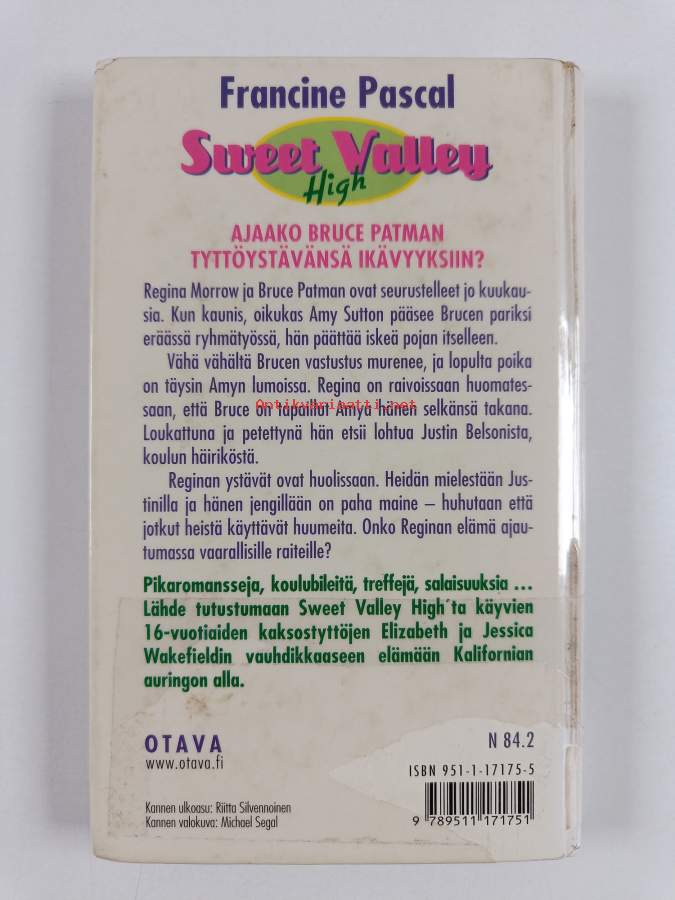 Francine Pascal
Sweet Valley
High
AJAAKO BRUCE PATMAN
TYTTÖYSTÄVÄNSÄ IKÄVYYKSIIN?
Regina Morrow ja Bruce Patman ovat seurustelleet jo kuukau-
sia. Kun kaunis, oikukas Amy Sutton pääsee Brucen pariksi
eräässä ryhmätyössä, hän päättää iskeä pojan itselleen.
Vähä vähältä Brucen vastustus murenee, ja lopulta poika
on täysin Amyn lumoissa. Regina on raivoissaan huomates-
saan, että Bruce on tapaillut Amya hänen selkänsä takana.
Antikvariaatti.net
Loukattuna ja petettynä hän etsii lohtua Justin Belsonista,
koulun häiriköstä.
Reginan ystävät ovat huolissaan. Heidän mielestään Jus-
tinilla ja hänen jengillään on paha maine – huhutaan että
jotkut heistä käyttävät huumeita. Onko Reginan elämä ajau-
tumassa vaarallisille raiteille?
Pikaromansseja, koulubileitä, treffejä, salaisuuksia ...
Lähde tutustumaan Sweet Valley High´ta käyvien
16-vuotiaiden kaksostyttöjen Elizabeth ja Jessica
Wakefieldin vauhdikkaaseen elämään Kalifornian
auringon alla.
OTAVA
www.otava.fi
N 84.2
ISBN 951-1-17175-5
9 789511 171751
Kannen ulkoasu: Riitta Silvennoinen
Kannen valokuva: Michael Segal